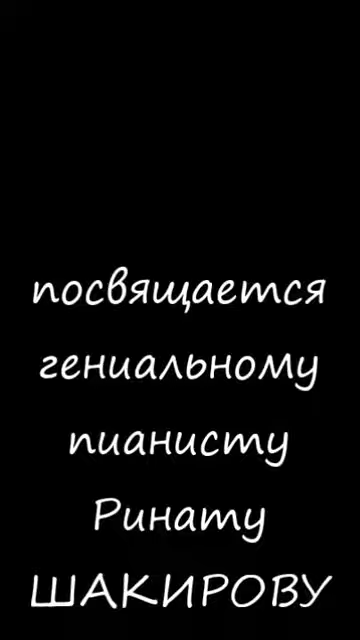 посвящается
гениальному
пианисту
Ринату
ШАКИРОВУ